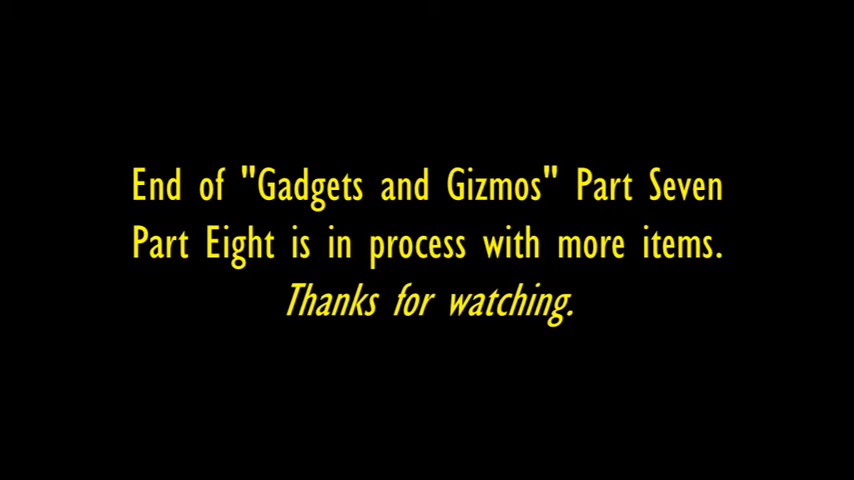 End of "Gadgets and Gizmos" Part Seven
Part Eight is in process with more items.
Thanks for watching.